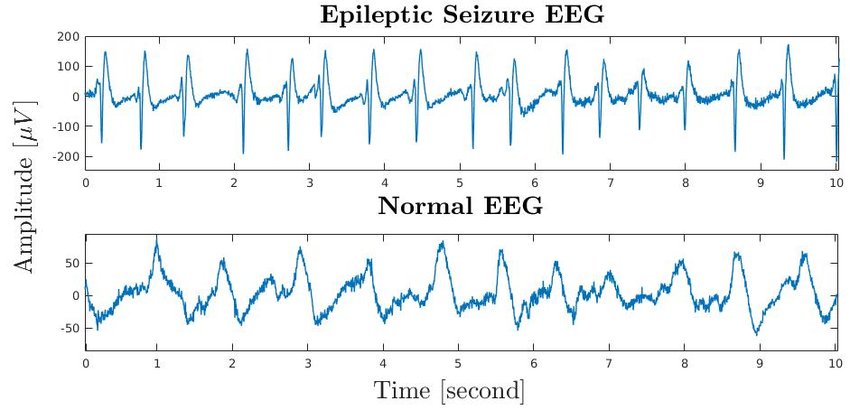 Epileptic Seizure EEG
200
100
0
-100
-200
0 1 2 3 4 5 6 7 8 9 10
Amplitude [μV]
Normal EEG
50
0
-50
0 1 2 3 4 5 6 7 8 9 10
Time [second]